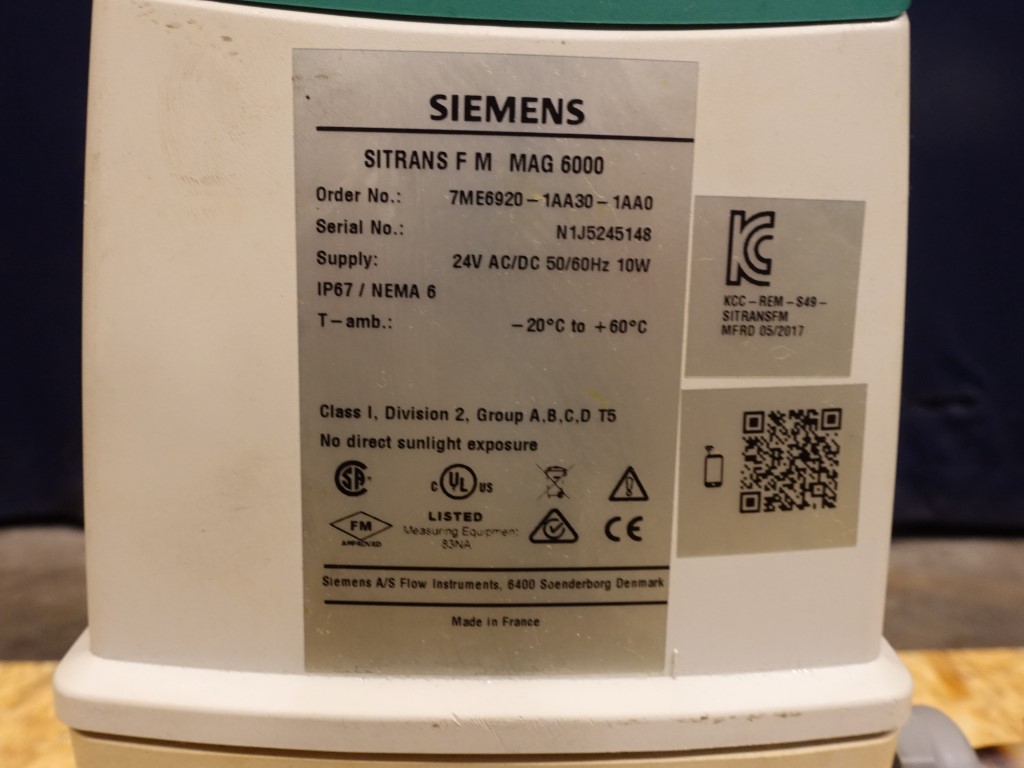 SIEMENS
SITRANS F M MAG 6000
Order No.: 7ME6920-1AA30-1AA0
Serial No.: N1J5245148
Supply: 24V AC/DC 50/60Hz 10W
IP67 / NEMA 6
T-amb.: -20°C to +60°C
Class I, Division 2, Group A,B,C,D T5
No direct sunlight exposure
SA
C UL US
FM
APPROVED
LISTED
Measuring Equipment
83NA
CE
Siemens A/S Flow Instruments, 6400 Soenderborg Denmark
Made in France
KC
KCC-REM-S49-
SITRANSFM
MFRD 05/2017